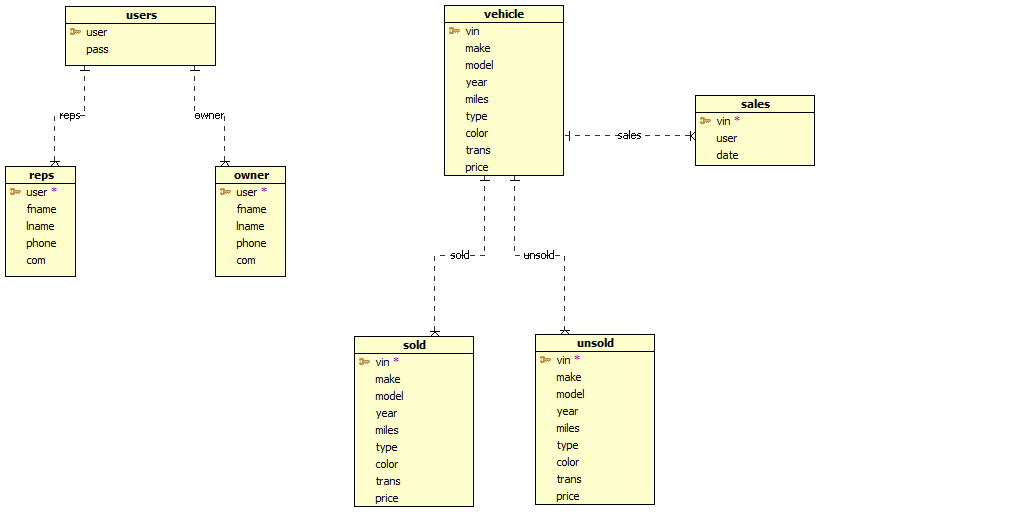 users
user
pass
reps
owner
reps
user *
fname
lname
phone
com
owner
user *
fname
lname
phone
com
vehicle
vin
make
model
year
miles
type
color
trans
price
sales
sales
vin *
user
date
sold
unsold
sold
vin *
make
model
year
miles
type
color
trans
price
unsold
vin *
make
model
year
miles
type
color
trans
price